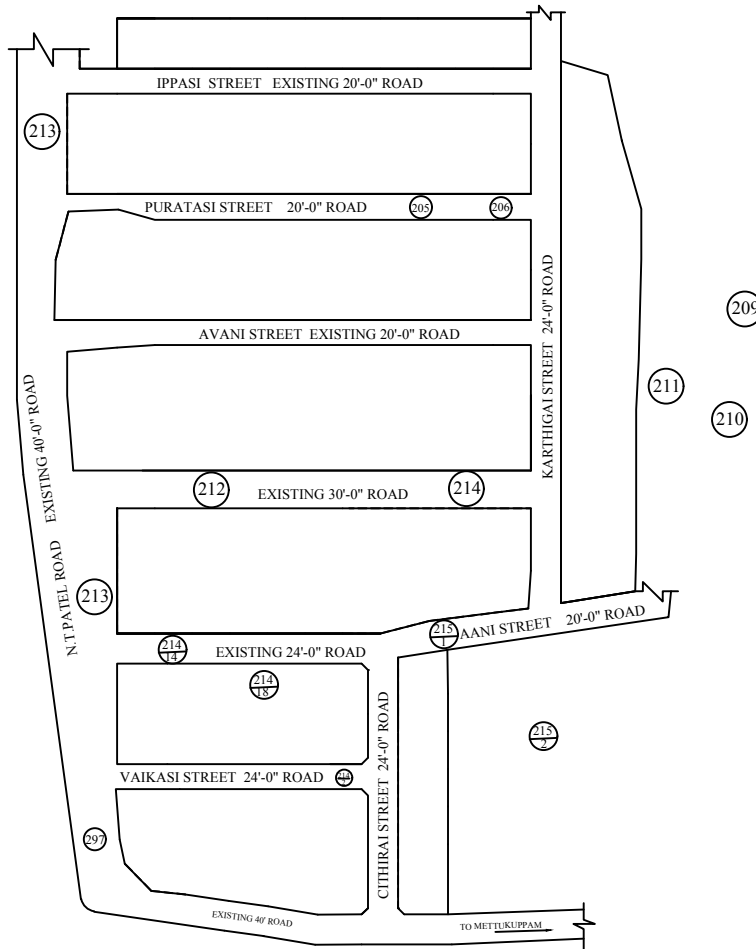 IPPASI STREET EXISTING 20'-0" ROAD
213
PURATASI STREET 20'-0" ROAD
205
206
KARTHIGAI STREET 24'-0" ROAD
209
AVANI STREET EXISTING 20'-0" ROAD
211
210
N.T.PATEL ROAD EXISTING 40'-0" ROAD
212
EXISTING 30'-0" ROAD
214
213
215
1
AANI STREET 20'-0" ROAD
214
14
EXISTING 24'-0" ROAD
214
18
CITHIRAI STREET 24'-0" ROAD
215
2
VAIKASI STREET 24'-0" ROAD
214
297
EXISTING 40' ROAD
TO METTUKUPPAM